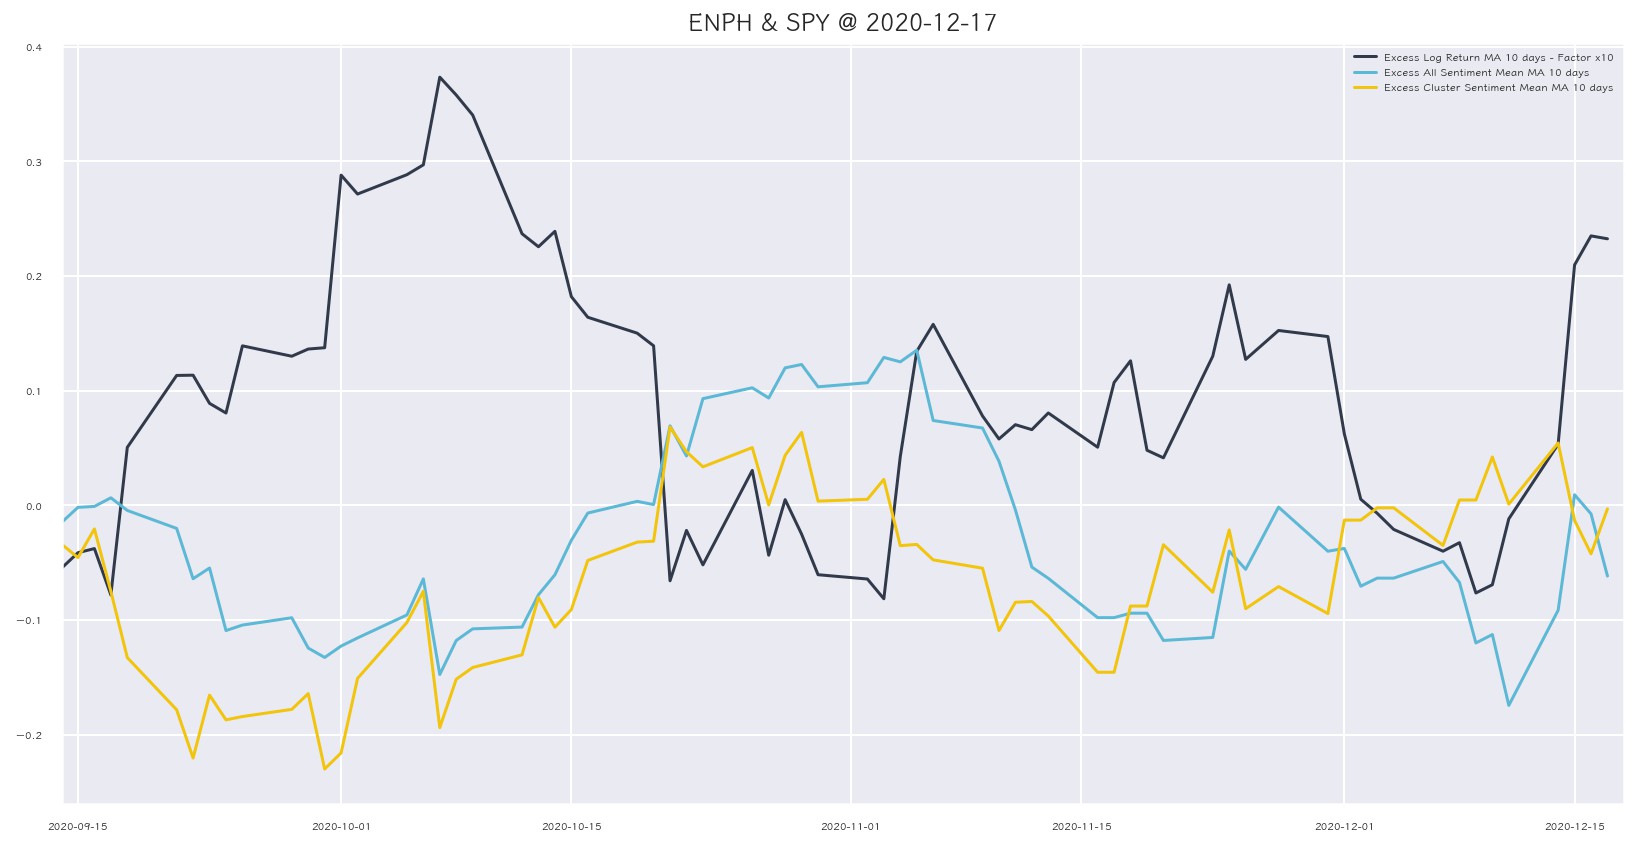 ENPH & SPY @ 2020-12-17
Excess Log Return MA 10 days - Factor x10
Excess All Sentiment Mean MA 10 days
Excess Cluster Sentiment Mean MA 10 days
0.4
0.3
0.2
0.1
0.0
−0.1
−0.2
2020-09-15 2020-10-01 2020-10-15 2020-11-01 2020-11-15 2020-12-01 2020-12-15